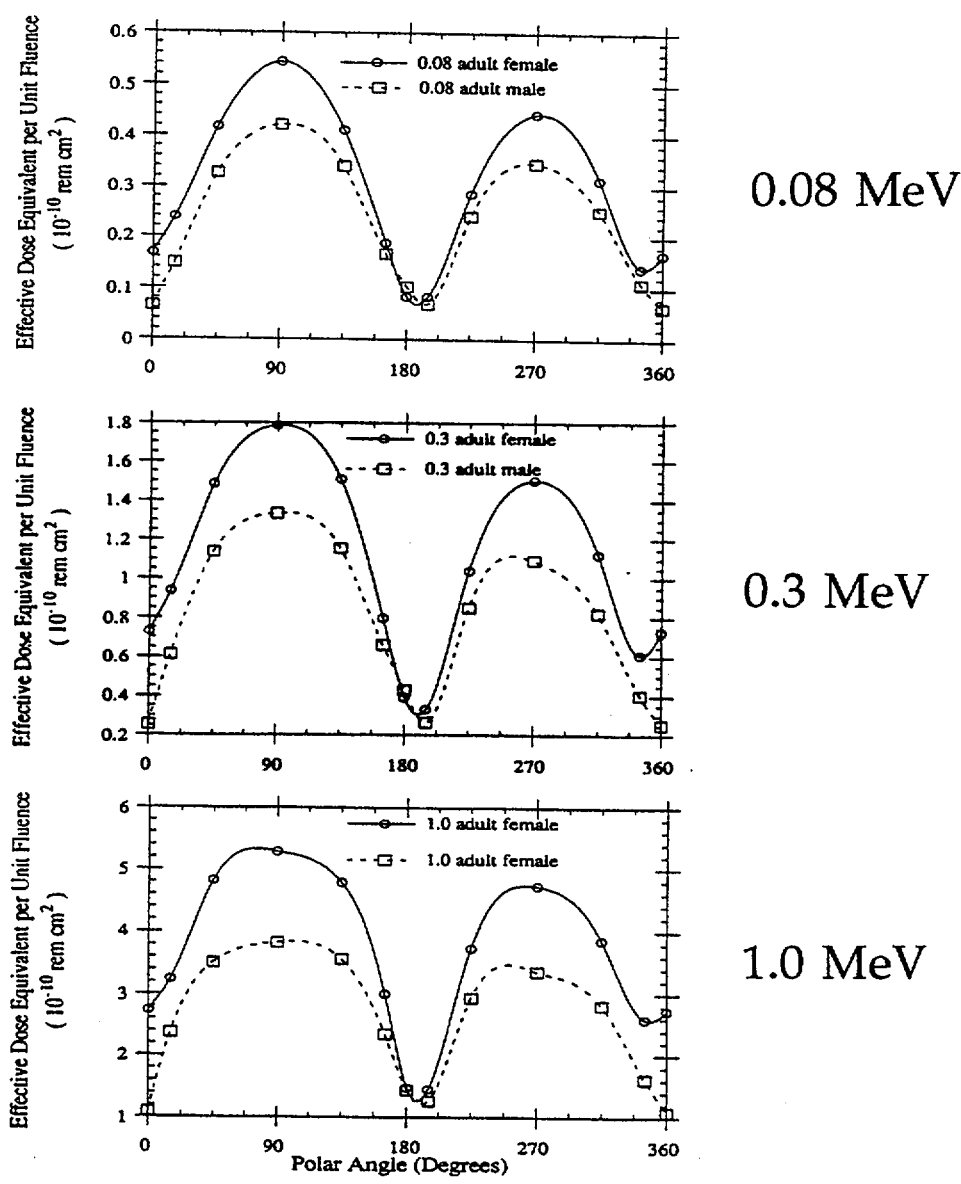 Effective Dose Equivalent per Unit Fluence
( 10⁻¹⁰ rem cm²)
0.6
0.5
0.4
0.3
0.2
0.1
0
0.08 adult female
0.08 adult male
0
90
180
270
360
0.08 MeV
Effective Dose Equivalent per Unit Fluence
( 10⁻¹⁰ rem cm²)
1.8
1.6
1.4
1.2
1
0.8
0.6
0.4
0.2
0.3 adult female
0.3 adult male
0
90
180
270
360
0.3 MeV
Effective Dose Equivalent per Unit Fluence
( 10⁻¹⁰ rem cm²)
6
5
4
3
2
1
1.0 adult female
1.0 adult female
0
90
180
270
360
Polar Angle (Degrees)
1.0 MeV